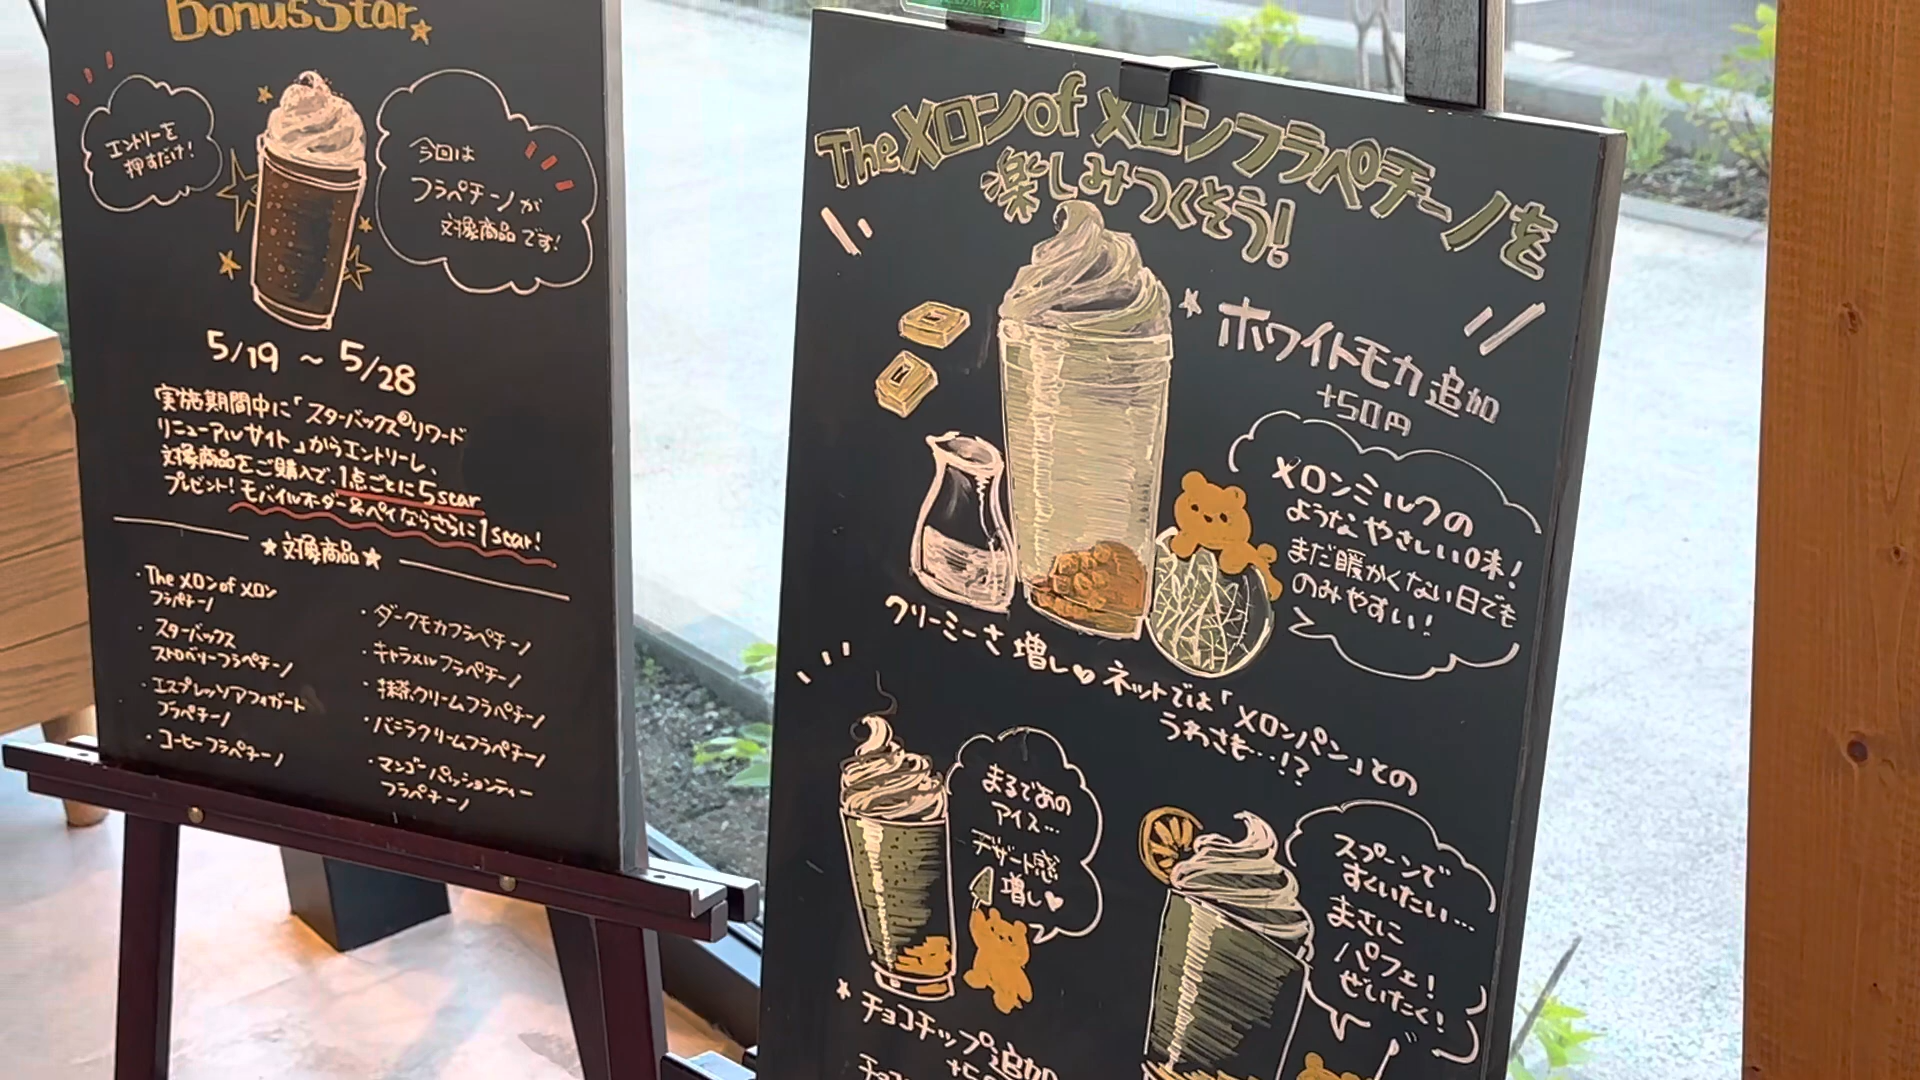 BonusStar
エントリーを
押すだけ!
今回は
フラペチーノが
対象商品です!
5/19 ~ 5/28
実施期間中に「スターバックス®リワード
リニューアルサイト」からエントリーし、
対象商品をご購入で、1点ごとに5star
プレゼント!モバイルオーダー&ペイならさらに1star!
★対象商品★
・The メロン of メロン
フラペチーノ
・スターバックス
ストロベリーフラペチーノ
・エスプレッソアフォガート
フラペチーノ
・コーヒーフラペチーノ
・ダークモカフラペチーノ
・キャラメルフラペチーノ
・抹茶クリームフラペチーノ
・バニラクリームフラペチーノ
・マンゴーパッションティー
フラペチーノ
The メロン of メロンフラペチーノを
楽しみつくそう!
☆ホワイトモカ追加
+50円
メロンミルクの
ようなやさしい味!
まだ暖かくない日でも
のみやすい!
クリーミーさ増し♥
ネットでは「メロンパン」との
うわさも…!?
まるであの
アイス…
デザート感
増し♥
☆チョコチップ追加
スプーンで
すくいたい…
まさに
パフェ!
ぜいたく!